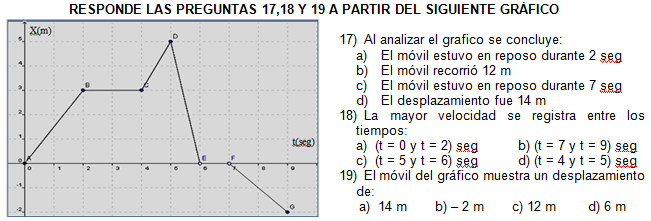 RESPONDE LAS PREGUNTAS 17,18 Y 19 A PARTIR DEL SIGUIENTE GRÁFICO
X(m)
5
4
3
2
1
0
-1
-2
A
B
C
D
E
F
G
t(seg)
0 1 2 3 4 5 6 7 8 9
17) Al analizar el grafico se concluye:
a) El móvil estuvo en reposo durante 2 seg
b) El móvil recorrió 12 m
c) El móvil estuvo en reposo durante 7 seg
d) El desplazamiento fue 14 m
18) La mayor velocidad se registra entre los
tiempos:
a) (t = 0 y t = 2) seg b) (t = 7 y t = 9) seg
c) (t = 5 y t = 6) seg d) (t = 4 y t = 5) seg
19) El móvil del gráfico muestra un desplazamiento
de:
a) 14 m b) – 2 m c) 12 m d) 6 m